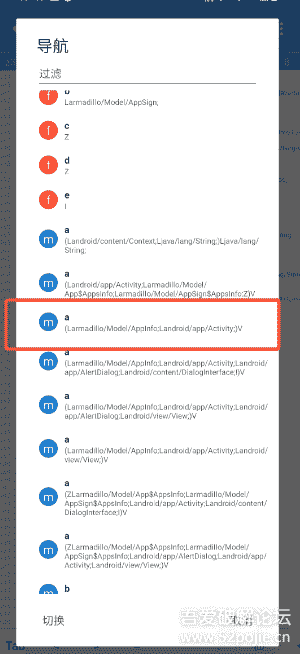 导航
过滤
f
b
Larmadillo/Model/AppSign;
f
c
Z
f
d
Z
f
e
I
m
a
(Landroid/content/Context;Ljava/lang/String;)Ljava/lang/
String;
m
a
(Landroid/app/Activity;Larmadillo/Model/
App$AppsInfo;Larmadillo/Model/AppSign$AppsInfo;Z)V
m
a
(Larmadillo/Model/AppInfo;Landroid/app/Activity;)V
m
a
(Larmadillo/Model/AppInfo;Landroid/app/Activity;Landroid/
app/AlertDialog;Landroid/content/DialogInterface;I)V
m
a
(Larmadillo/Model/AppInfo;Landroid/app/Activity;Landroid/
app/AlertDialog;Landroid/view/View;)V
m
a
(Larmadillo/Model/AppInfo;Landroid/app/Activity;Landroid/
view/View;)V
m
a
(ZLarmadillo/Model/App$AppsInfo;Larmadillo/Model/
AppSign$AppsInfo;Landroid/app/Activity;Landroid/content/
DialogInterface;I)V
m
a
(ZLarmadillo/Model/App$AppsInfo;Larmadillo/Model/
AppSign$AppsInfo;Landroid/app/AlertDialog;Landroid/app/
Activity;Landroid/view/View;)V
m
b
切换
取消
Tab
吾爱破解论坛
www.52pojie.cn